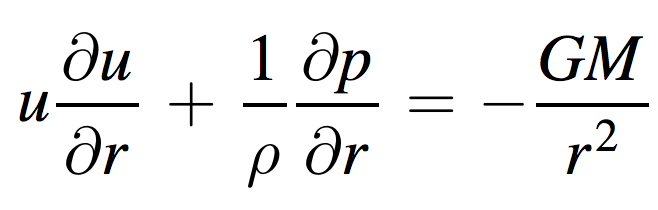 u ∂u/∂r + 1/ρ ∂p/∂r = − GM/r²